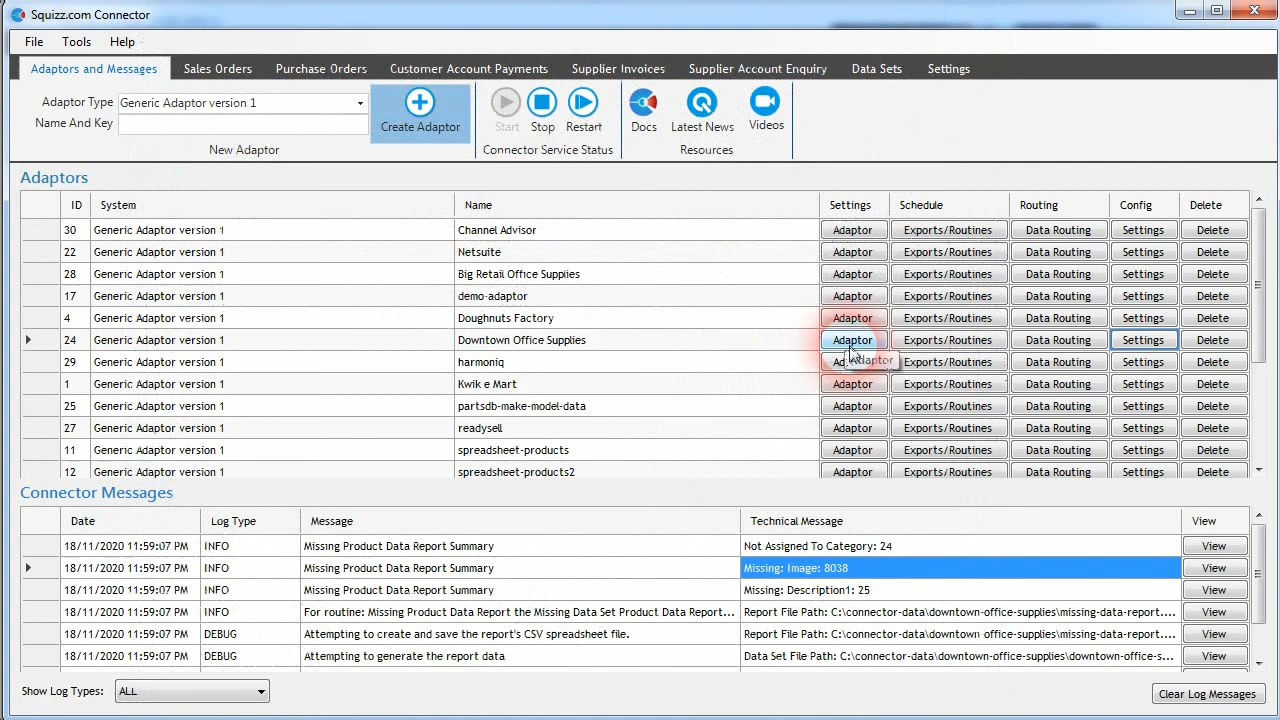 Squizz.com Connector
File Tools Help
Adaptors and Messages Sales Orders Purchase Orders Customer Account Payments Supplier Invoices Supplier Account Enquiry Data Sets Settings
Adaptor Type Generic Adaptor version 1
Name And Key
Create Adaptor
Start Stop Restart
Docs Latest News Videos
New Adaptor Connector Service Status Resources
Adaptors
ID System Name Settings Schedule Routing Config Delete
30 Generic Adaptor version 1 Channel Advisor Adaptor Exports/Routines Data Routing Settings Delete
22 Generic Adaptor version 1 Netsuite Adaptor Exports/Routines Data Routing Settings Delete
28 Generic Adaptor version 1 Big Retail Office Supplies Adaptor Exports/Routines Data Routing Settings Delete
17 Generic Adaptor version 1 demo-adaptor Adaptor Exports/Routines Data Routing Settings Delete
4 Generic Adaptor version 1 Doughnuts Factory Adaptor Exports/Routines Data Routing Settings Delete
24 Generic Adaptor version 1 Downtown Office Supplies Adaptor Exports/Routines Data Routing Settings Delete
29 Generic Adaptor version 1 harmoniq Adaptor Exports/Routines Data Routing Settings Delete
1 Generic Adaptor version 1 Kwik e Mart Adaptor Exports/Routines Data Routing Settings Delete
25 Generic Adaptor version 1 partsdb-make-model-data Adaptor Exports/Routines Data Routing Settings Delete
27 Generic Adaptor version 1 readysell Adaptor Exports/Routines Data Routing Settings Delete
11 Generic Adaptor version 1 spreadsheet-products Adaptor Exports/Routines Data Routing Settings Delete
12 Generic Adaptor version 1 spreadsheet-products2 Adaptor Exports/Routines Data Routing Settings Delete
Connector Messages
Date Log Type Message Technical Message View
18/11/2020 11:59:07 PM INFO Missing Product Data Report Summary Not Assigned To Category: 24 View
18/11/2020 11:59:07 PM INFO Missing Product Data Report Summary Missing: Image: 8038 View
18/11/2020 11:59:07 PM INFO Missing Product Data Report Summary Missing: Description1: 25 View
18/11/2020 11:59:07 PM INFO For routine: Missing Product Data Report the Missing Data Set Product Data Report... Report File Path: C:\connector-data\downtown-office-supplies\missing-data-report.... View
18/11/2020 11:59:07 PM DEBUG Attempting to create and save the report's CSV spreadsheet file. Report File Path: C:\connector-data\downtown-office-supplies\missing-data-report.... View
18/11/2020 11:59:07 PM DEBUG Attempting to generate the report data Data Set File Path: C:\connector-data\downtown-office-supplies\downtown-office-s... View
Show Log Types: ALL Clear Log Messages